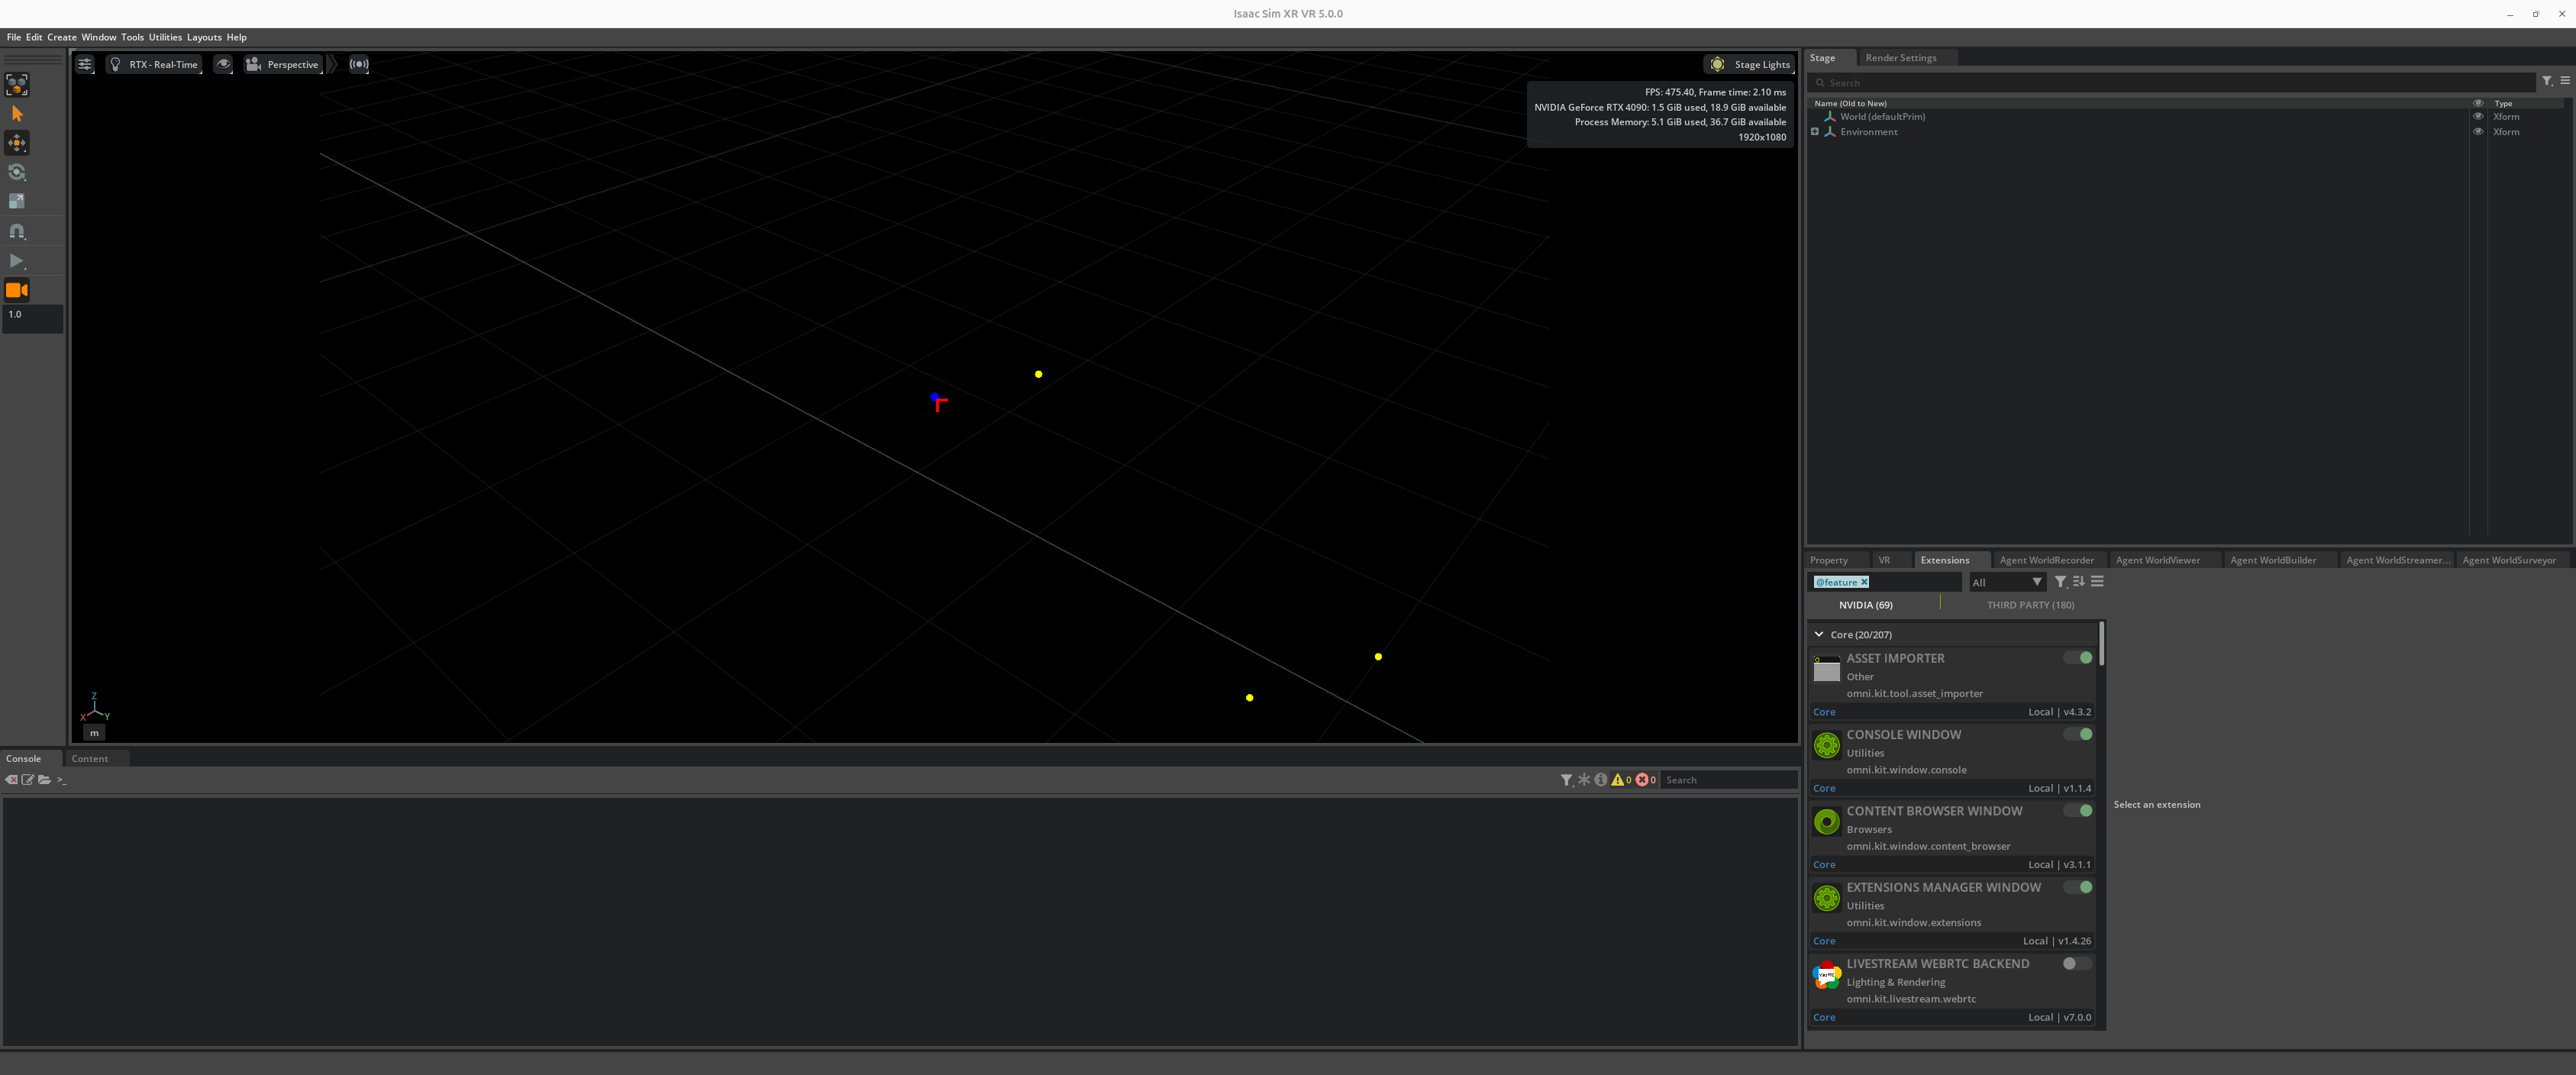 Isaac Sim XR VR 5.0.0
File Edit Create Window Tools Utilities Layouts Help
RTX - Real-Time
Perspective
Stage Lights
FPS: 475.40, Frame time: 2.10 ms
NVIDIA GeForce RTX 4090: 1.5 GiB used, 18.9 GiB available
Process Memory: 5.1 GiB used, 36.7 GiB available
1920x1080
1.0
Z
X Y
m
Stage Render Settings
Search
Name (Old to New) Type
World (defaultPrim) Xform
Environment Xform
Property VR Extensions Agent WorldRecorder Agent WorldViewer Agent WorldBuilder Agent WorldStreamer... Agent WorldSurveyor
@feature All
NVIDIA (69) THIRD PARTY (180)
Core (20/207)
ASSET IMPORTER
Other
omni.kit.tool.asset_importer
Core Local | v4.3.2
CONSOLE WINDOW
Utilities
omni.kit.window.console
Core Local | v1.1.4
CONTENT BROWSER WINDOW
Browsers
omni.kit.window.content_browser
Core Local | v3.1.1
EXTENSIONS MANAGER WINDOW
Utilities
omni.kit.window.extensions
Core Local | v1.4.26
LIVESTREAM WEBRTC BACKEND
Lighting & Rendering
omni.kit.livestream.webrtc
Core Local | v7.0.0
Select an extension
Console Content
>_
0 0 Search